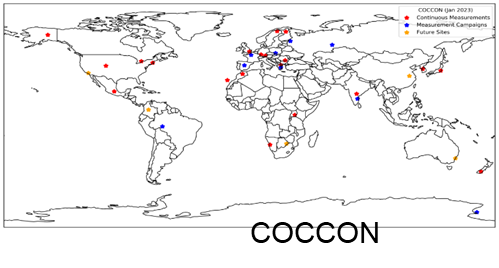 COCCON (Jan 2023)
Continuous Measurements
Measurement Campaigns
Future Sites
COCCON